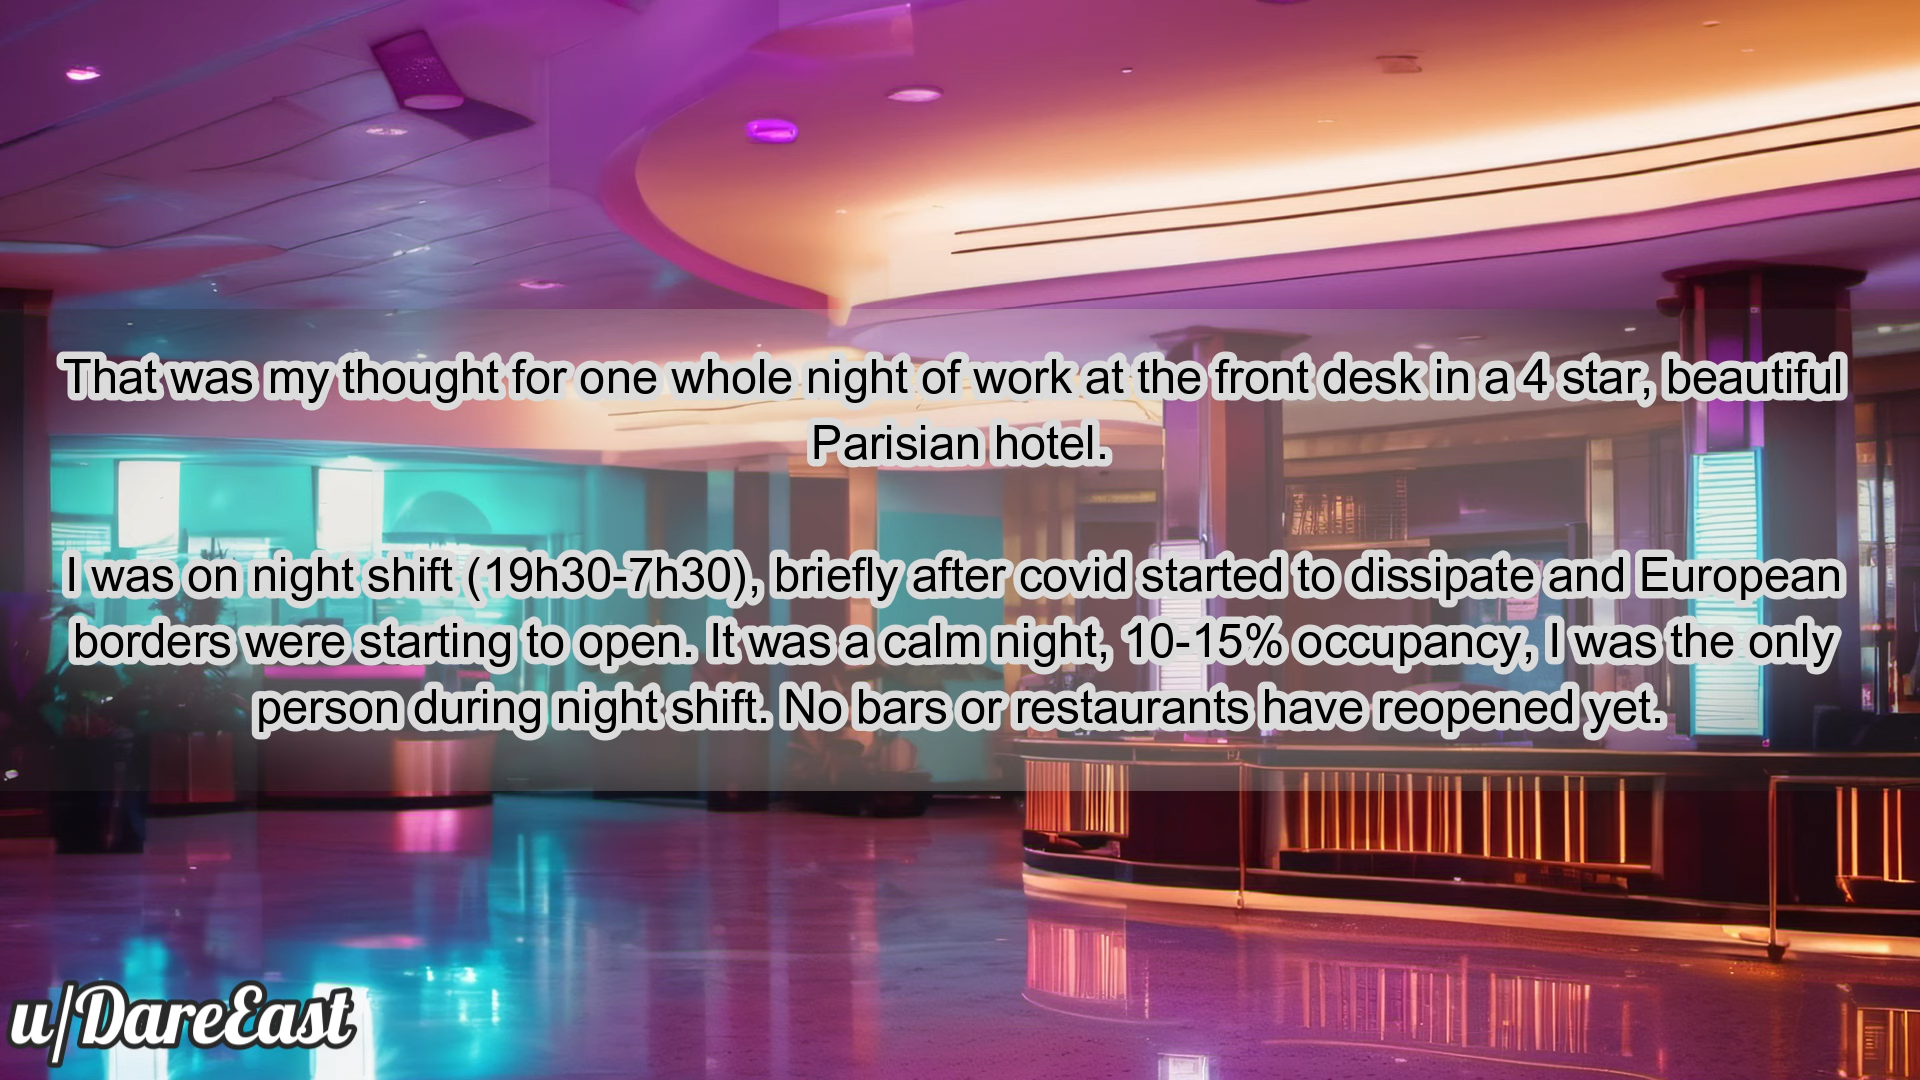 That was my thought for one whole night of work at the front desk in a 4 star, beautiful
Parisian hotel.
I was on night shift (19h30-7h30), briefly after covid started to dissipate and European
borders were starting to open. It was a calm night, 10-15% occupancy, I was the only
person during night shift. No bars or restaurants have reopened yet.
u/DareEast